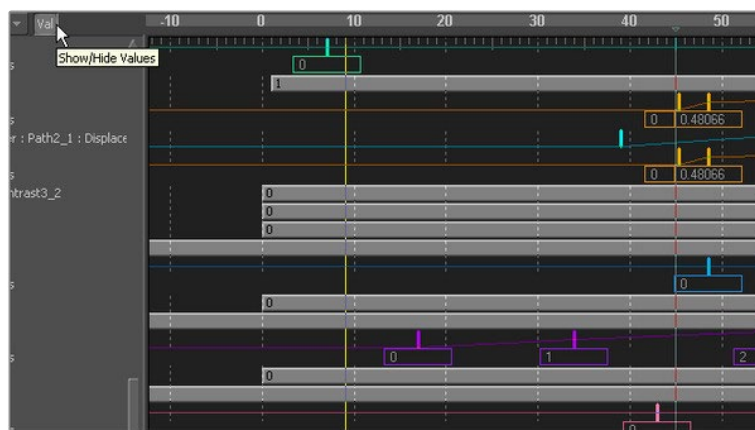 Val -10 0 10 20 30 40 50
Show/Hide Values
s 0
1
s 0 0.48066
er : Path2_1 : Displace
s 0 0.48066
ntrast3_2 0
0
0
s 0
0
s 0 1 2
0
0